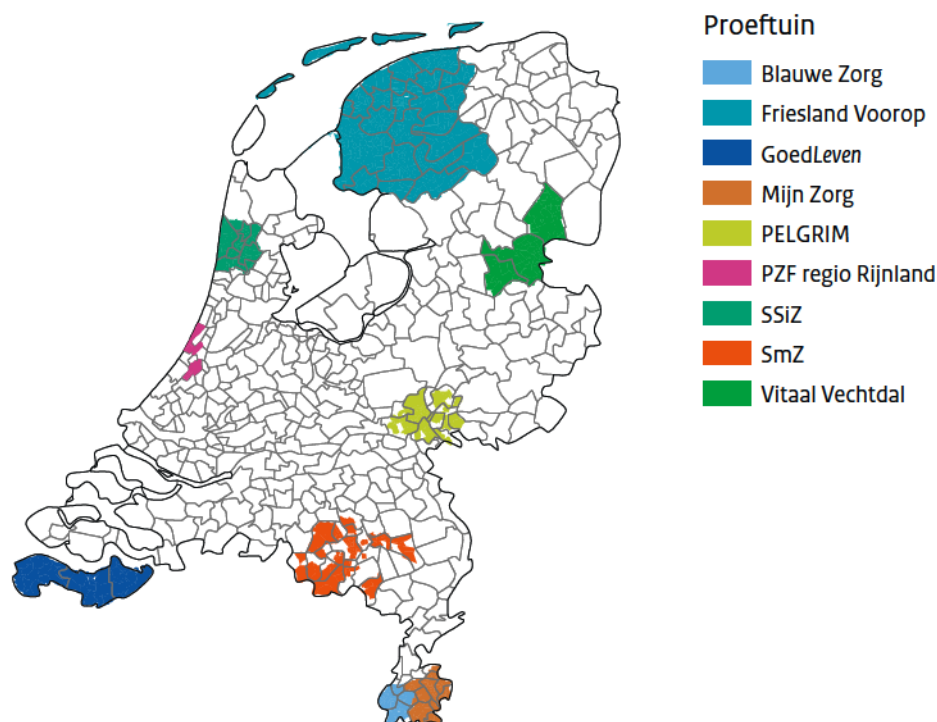 Proeftuin
Blauwe Zorg
Friesland Voorop
GoedLeven
Mijn Zorg
PELGRIM
PZF regio Rijnland
SSiZ
SmZ
Vitaal Vechtdal